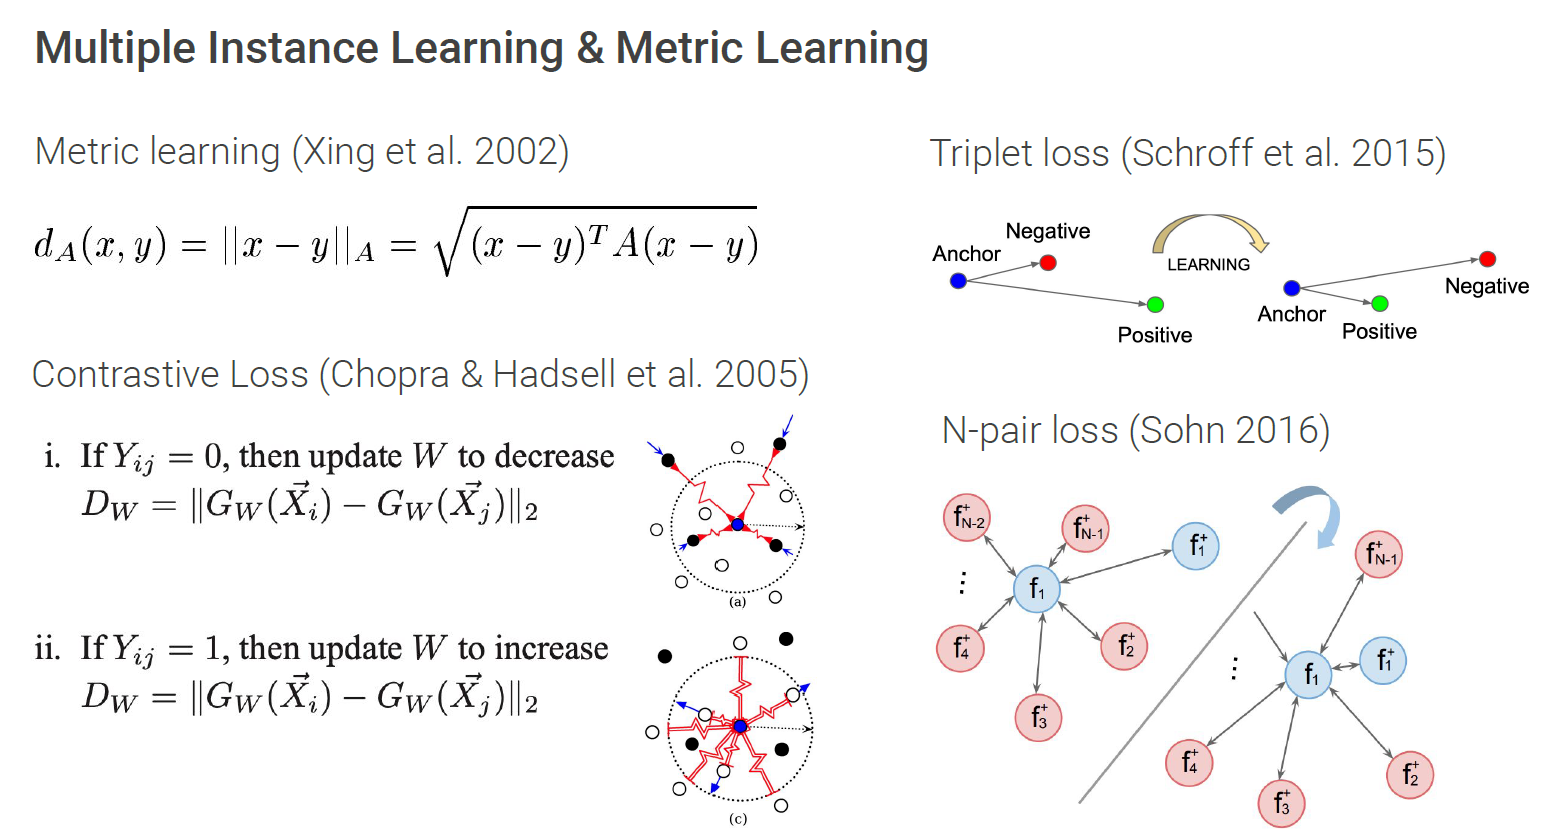 Multiple Instance Learning & Metric Learning
Metric learning (Xing et al. 2002)
d_A(x, y) = ||x − y||_A = √((x − y)^T A(x − y))
Contrastive Loss (Chopra & Hadsell et al. 2005)
i. If Y_ij = 0, then update W to decrease
D_W = ‖G_W(X⃗_i) − G_W(X⃗_j)‖_2
(a)
ii. If Y_ij = 1, then update W to increase
D_W = ‖G_W(X⃗_i) − G_W(X⃗_j)‖_2
(c)
Triplet loss (Schroff et al. 2015)
Negative
Anchor
Positive
LEARNING
Anchor
Negative
Positive
N-pair loss (Sohn 2016)
f⁺_N-2
f⁺_N-1
f⁺_1
⋮
f_1
f⁺_4
f⁺_2
f⁺_3
f⁺_N-1
⋮
f_1
f⁺_1
f⁺_4
f⁺_2
f⁺_3